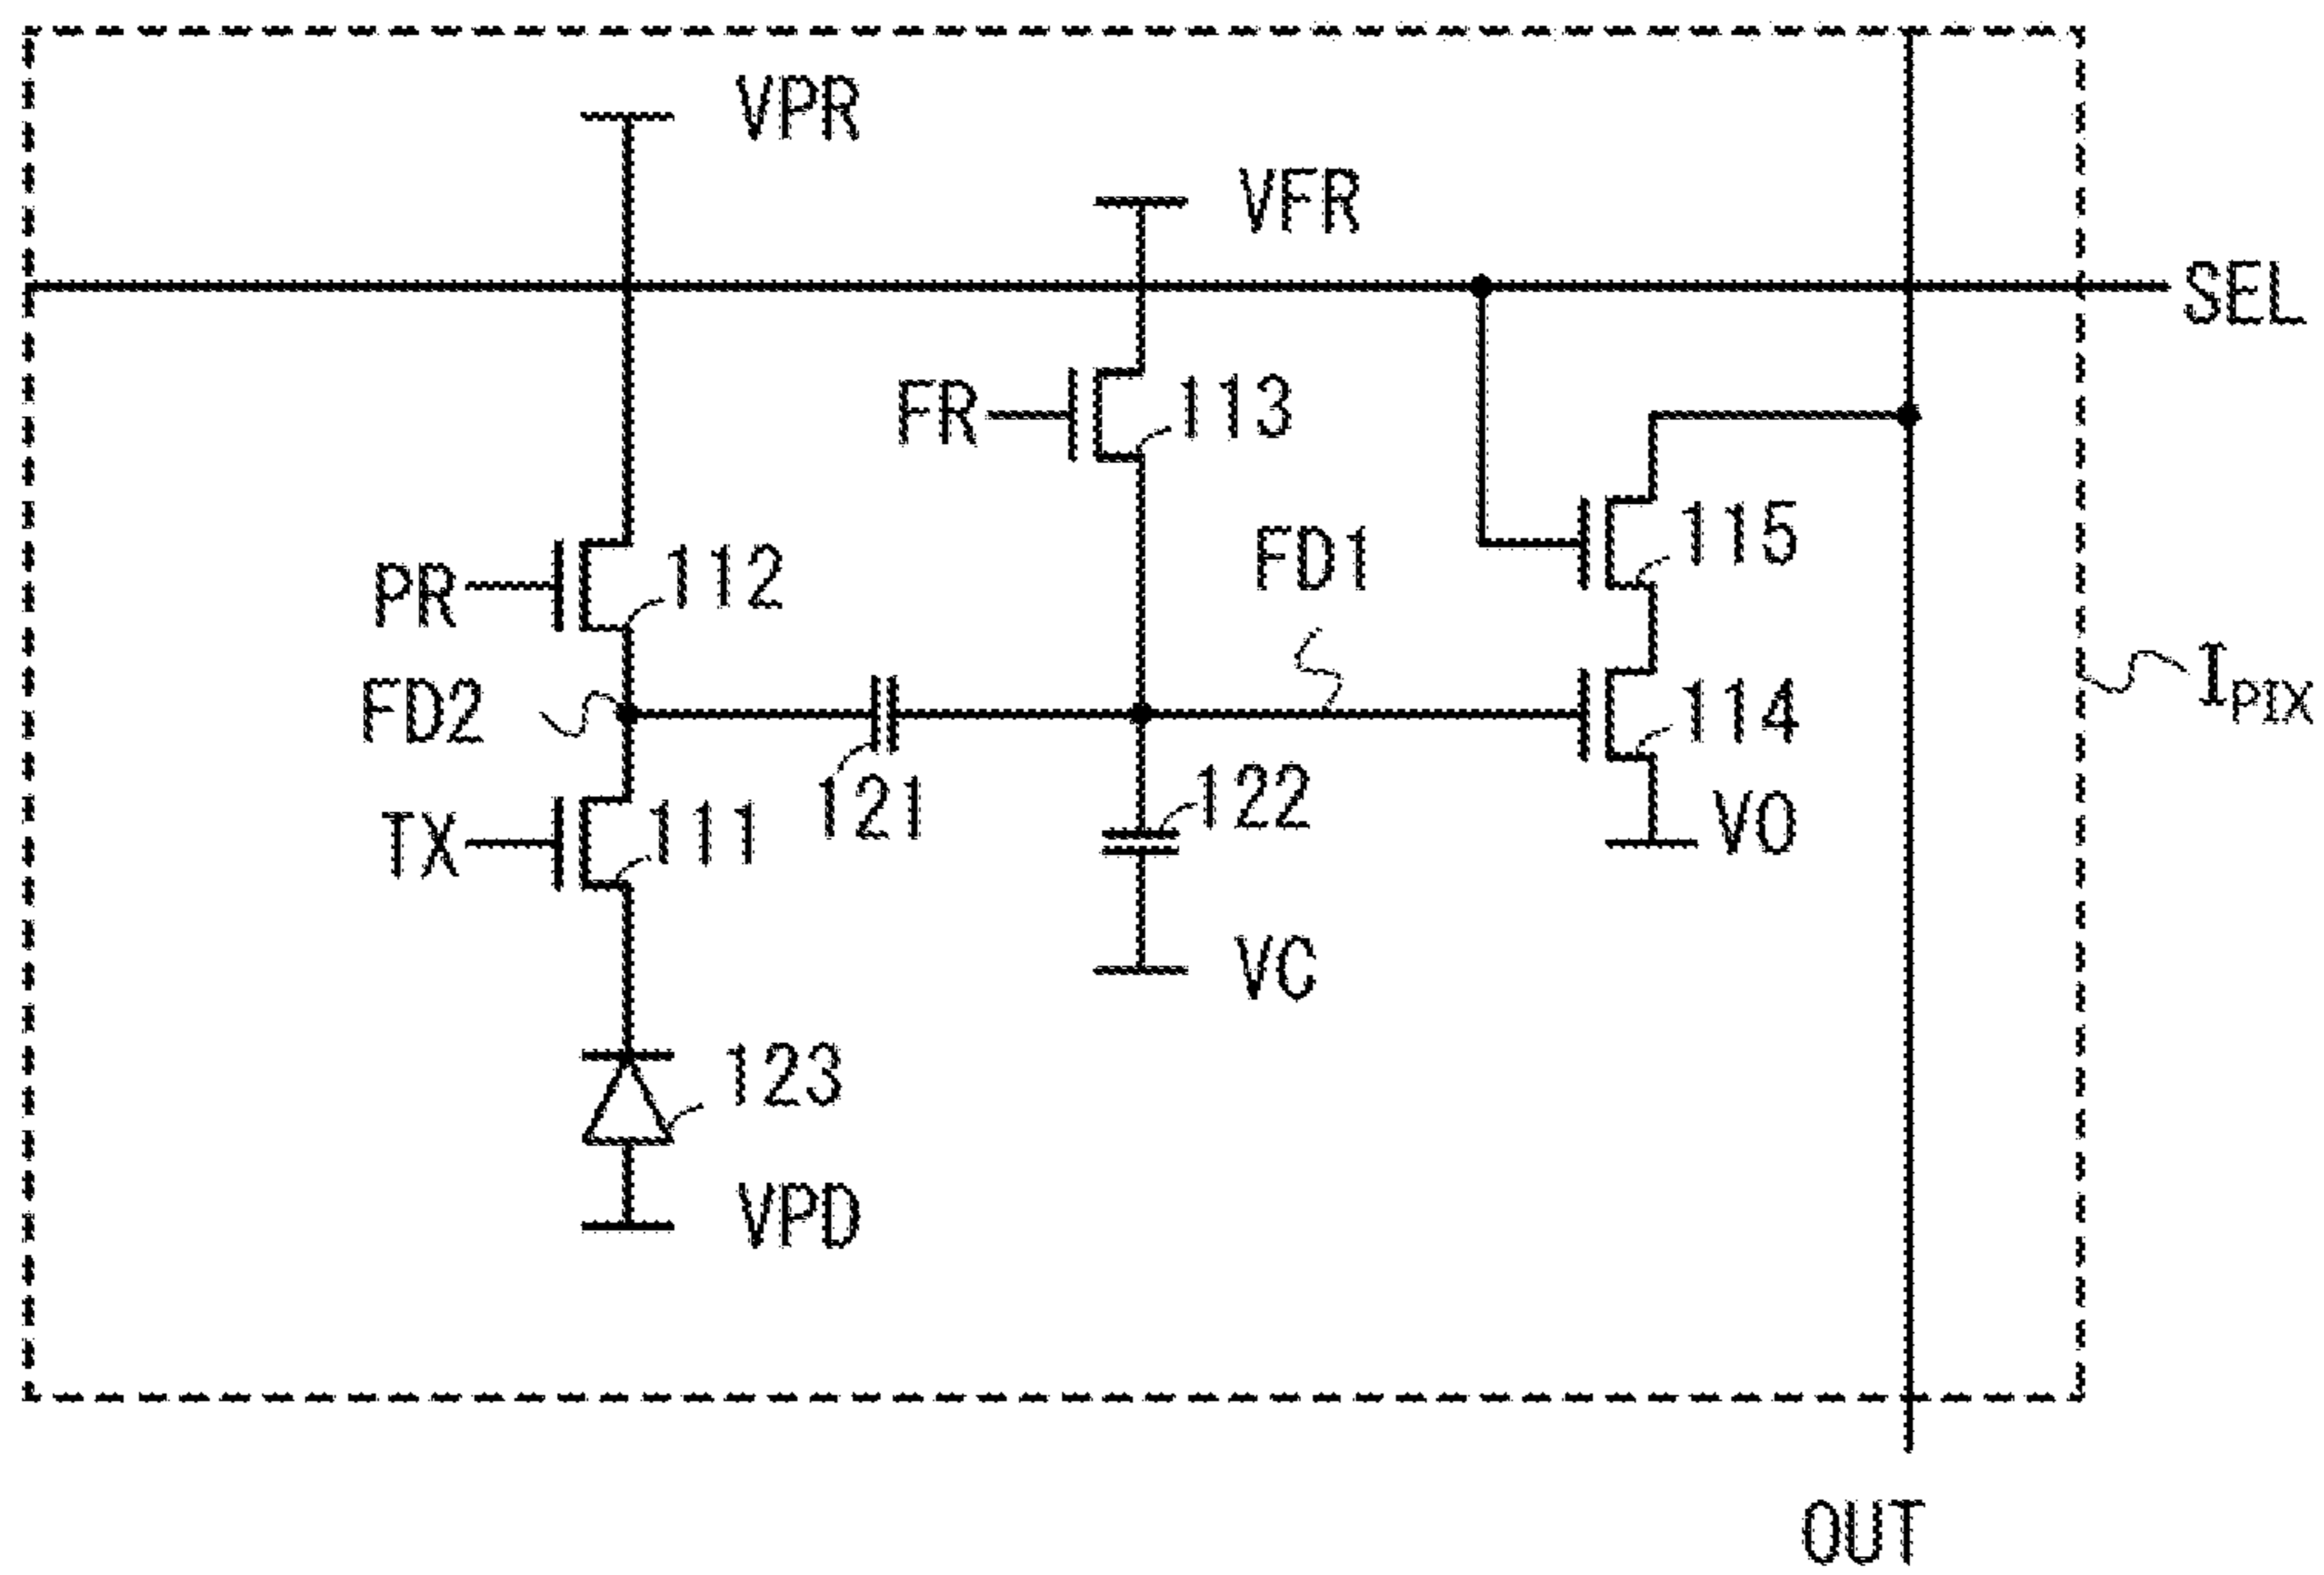 VPR
VFR
SEL
FR
113
115
FD1
PR
112
FD2
114
I_PIX
121
122
TX
111
VO
VC
123
VPD
OUT